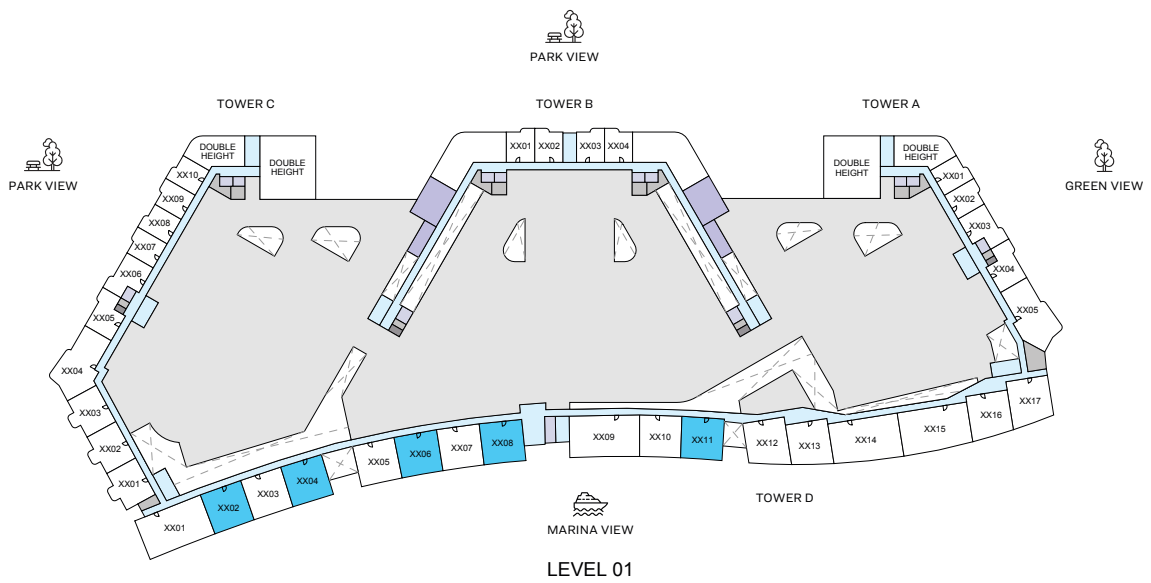 PARK VIEW
TOWER C
TOWER B
TOWER A
PARK VIEW
GREEN VIEW
DOUBLE
HEIGHT
DOUBLE
HEIGHT
XX10
XX09
XX08
XX07
XX06
XX05
XX04
XX03
XX02
XX01
XX01
XX02
XX03
XX04
DOUBLE
HEIGHT
DOUBLE
HEIGHT
XX01
XX02
XX03
XX04
XX05
XX01
XX02
XX03
XX04
XX05
XX06
XX07
XX08
XX09
XX10
XX11
XX12
XX13
XX14
XX15
XX16
XX17
TOWER D
MARINA VIEW
LEVEL 01